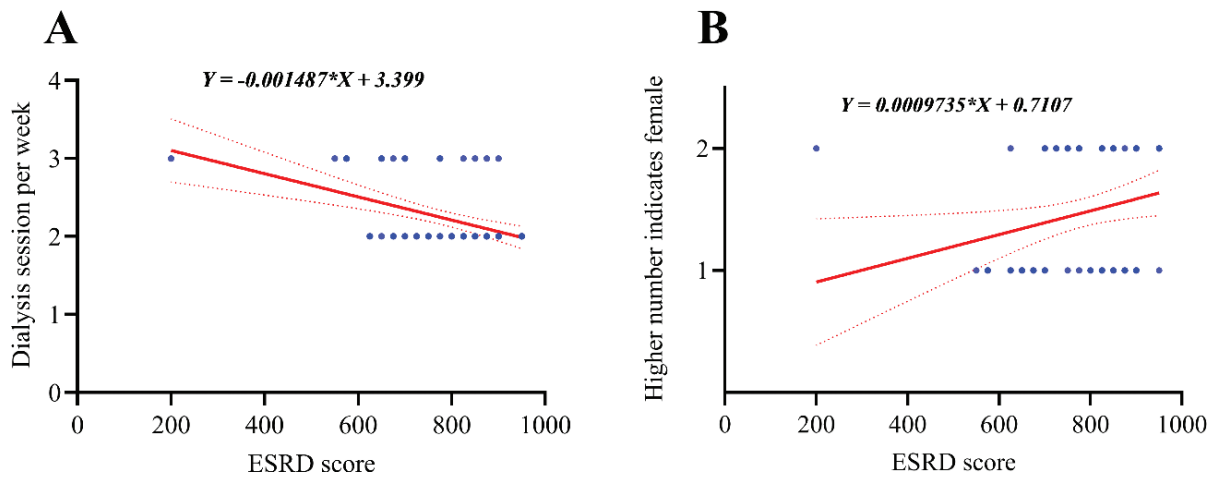 A
Y = -0.001487*X + 3.399
Dialysis session per week
4
3
2
1
0
0 200 400 600 800 1000
ESRD score
B
Y = 0.0009735*X + 0.7107
Higher number indicates female
2
1
0 200 400 600 800 1000
ESRD score